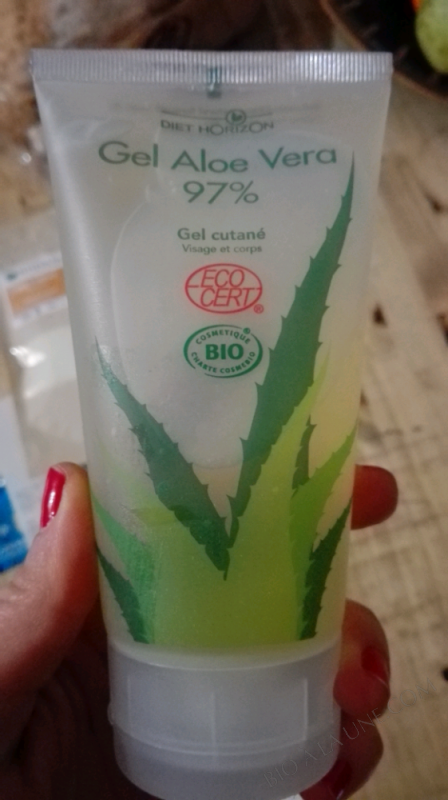 DIET HORIZON
Gel Aloe Vera
97%
Gel cutané
Visage et corps
ECO
CERT®
COSMETIQUE®
BIO
CHARTE COSMEBIO